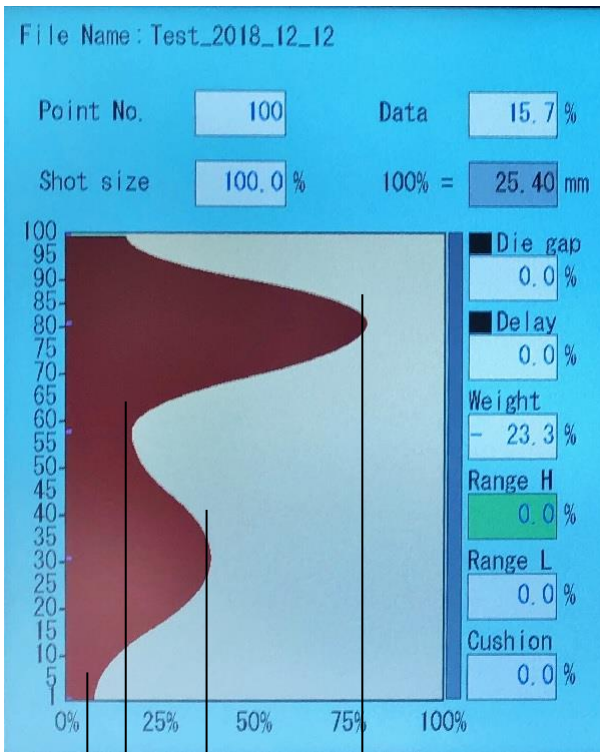 File Name:Test_2018_12_12
Point No. 100 Data 15.7 %
Shot size 100.0 % 100% = 25.40 mm
100
95
90
85
80
75
70
65
60
55
50
45
40
35
30
25
20
15
10
5
1
0% 25% 50% 75% 100%
Die gap
0.0 %
Delay
0.0 %
Weight
- 23.3 %
Range H
0.0 %
Range L
0.0 %
Cushion
0.0 %